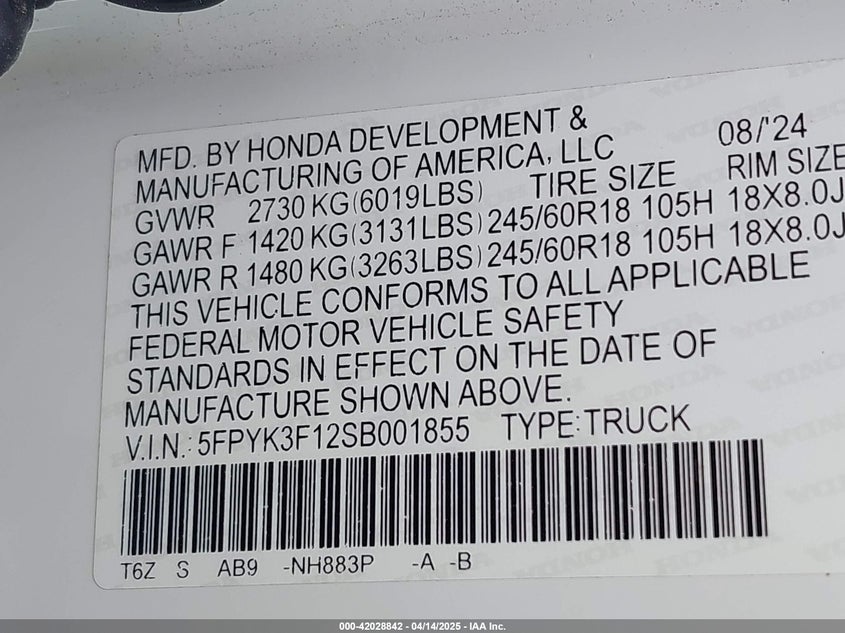 MFD. BY HONDA DEVELOPMENT & 08/'24
MANUFACTURING OF AMERICA, LLC
GVWR 2730 KG(6019LBS) TIRE SIZE RIM SIZE
GAWR F 1420 KG(3131LBS) 245/60R18 105H 18X8.0J
GAWR R 1480 KG(3263LBS) 245/60R18 105H 18X8.0J
THIS VEHICLE CONFORMS TO ALL APPLICABLE
FEDERAL MOTOR VEHICLE SAFETY
STANDARDS IN EFFECT ON THE DATE OF
MANUFACTURE SHOWN ABOVE.
V.I.N.: 5FPYK3F12SB001855 TYPE: TRUCK
T6Z S AB9 -NH883P -A -B
000-42028842 - 04/14/2025 - IAA Inc.